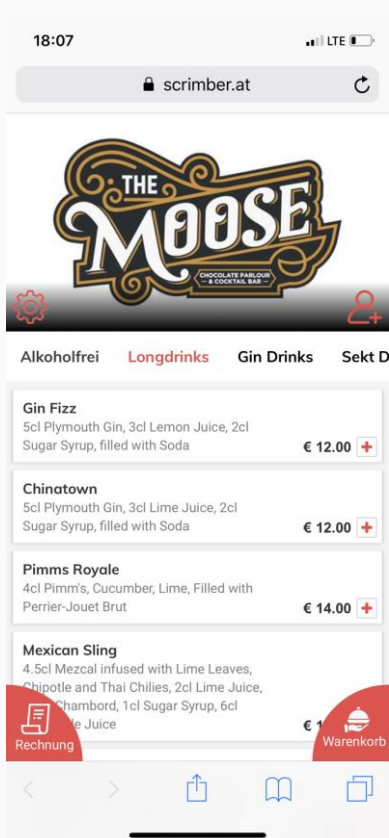 18:07
LTE
scrimber.at
THE
MOOSE
CHOCOLATE PARLOUR
& COCKTAIL BAR
Alkoholfrei Longdrinks Gin Drinks Sekt D
Gin Fizz
5cl Plymouth Gin, 3cl Lemon Juice, 2cl
Sugar Syrup, filled with Soda
€ 12.00 +
Chinatown
5cl Plymouth Gin, 3cl Lime Juice, 2cl
Sugar Syrup, filled with Soda
€ 12.00 +
Pimms Royale
4cl Pimm's, Cucumber, Lime, Filled with
Perrier-Jouet Brut
€ 14.00 +
Mexican Sling
4.5cl Mezcal infused with Lime Leaves,
Chipotle and Thai Chilies, 2cl Lime Juice,
Chambord, 1cl Sugar Syrup, 6cl
Juice
€
Rechnung
Warenkorb